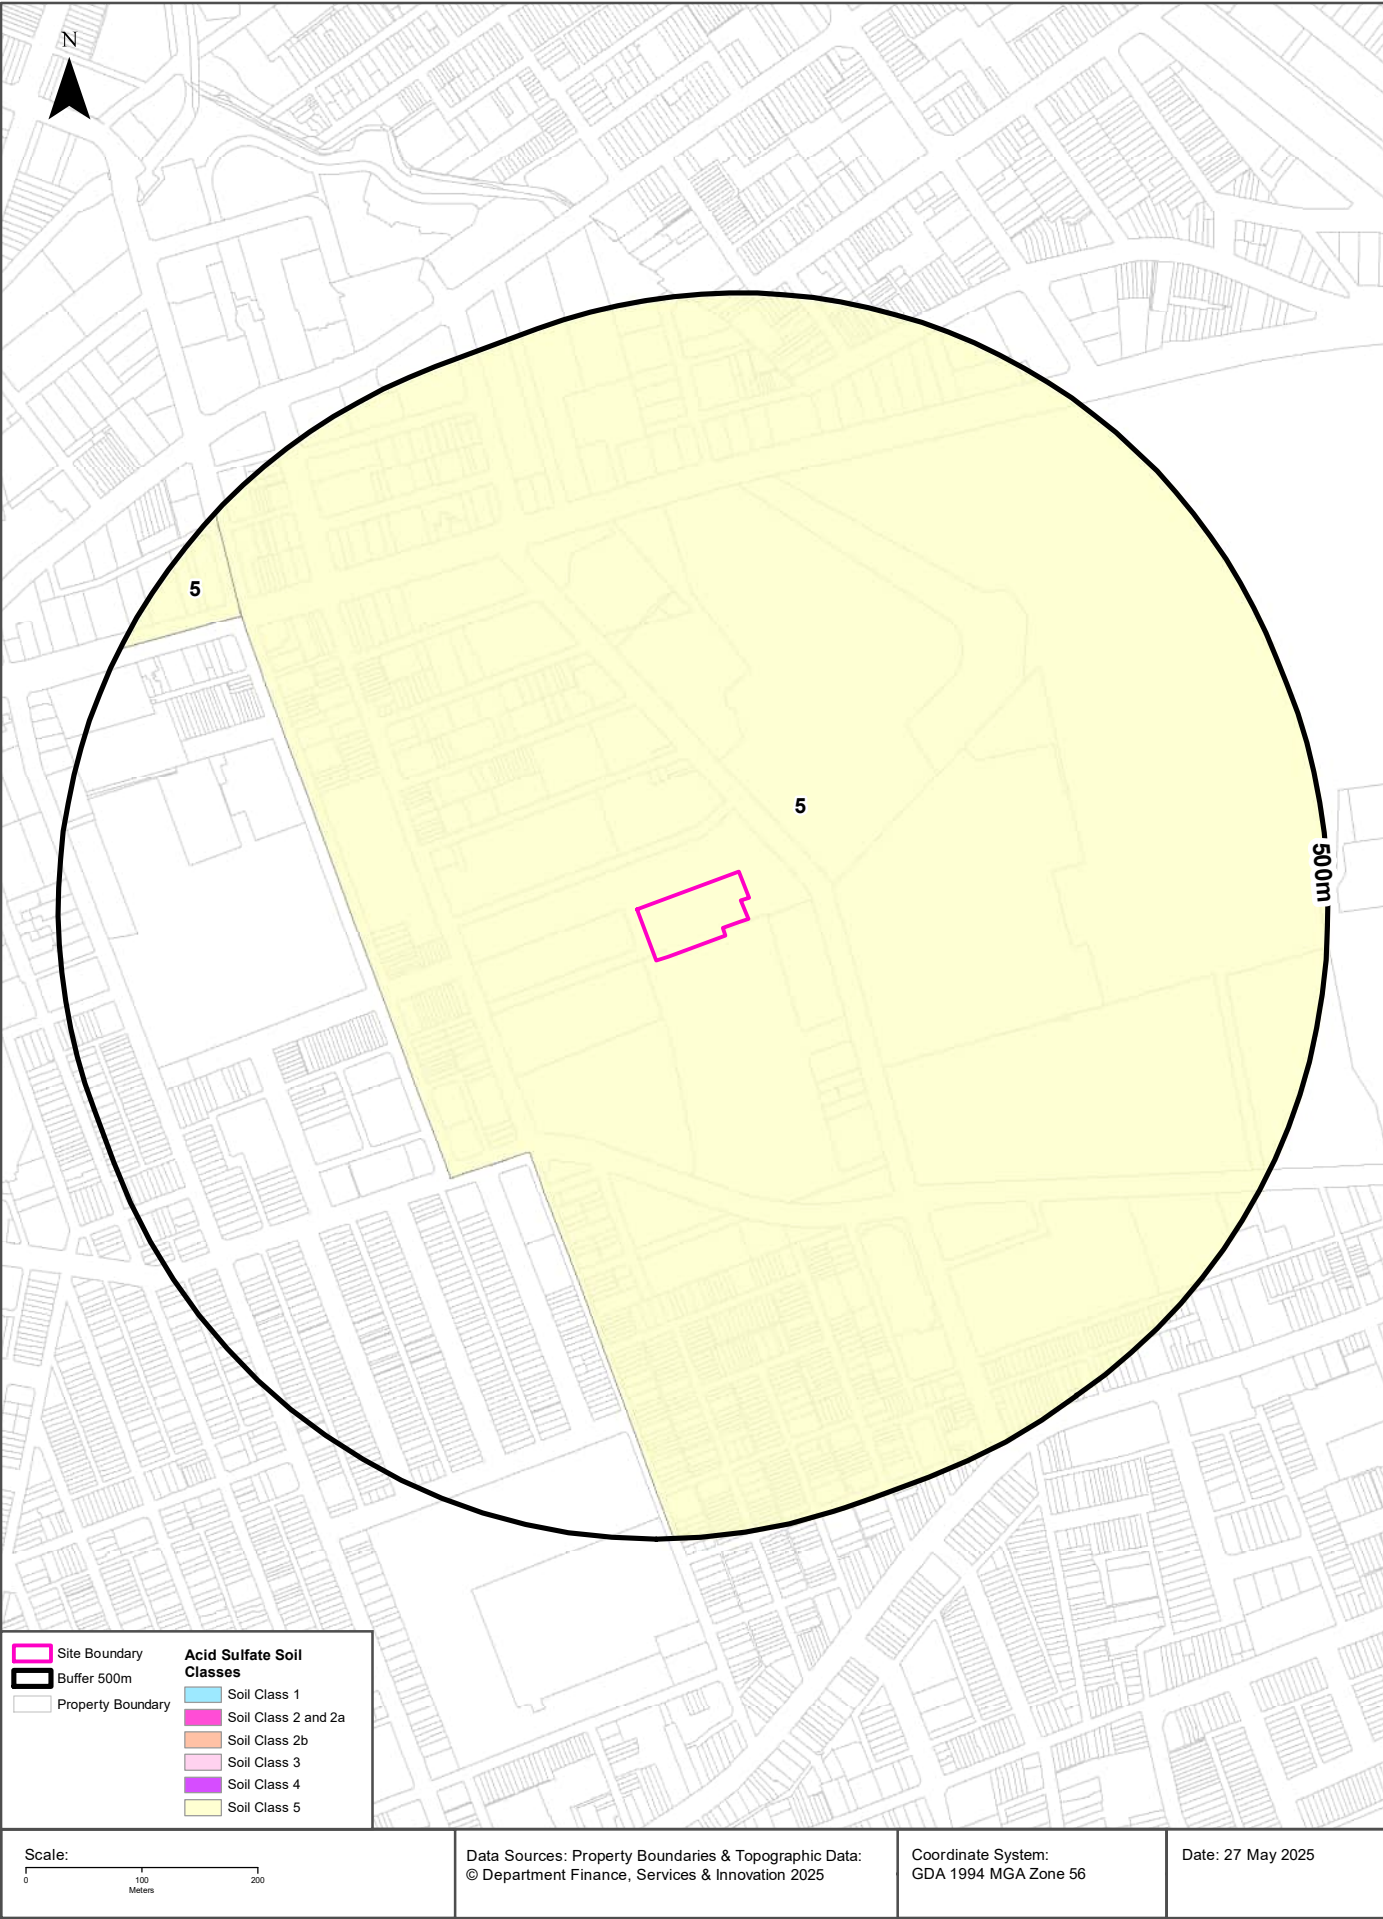 N
5
5
500m
Site Boundary
Buffer 500m
Property Boundary
Acid Sulfate Soil
Classes
Soil Class 1
Soil Class 2 and 2a
Soil Class 2b
Soil Class 3
Soil Class 4
Soil Class 5
Scale:
0 100 200
Meters
Data Sources: Property Boundaries & Topographic Data:
© Department Finance, Services & Innovation 2025
Coordinate System:
GDA 1994 MGA Zone 56
Date: 27 May 2025